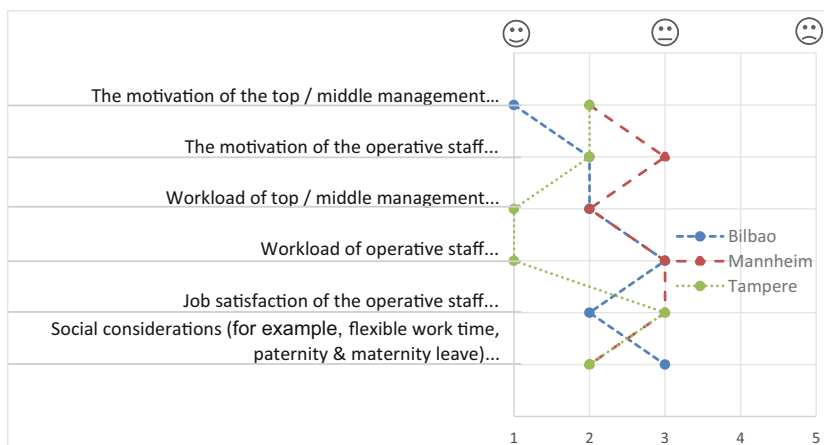 The motivation of the top / middle management...
The motivation of the operative staff...
Workload of top / middle management...
Workload of operative staff...
Job satisfaction of the operative staff...
Social considerations (for example, flexible work time,
paternity & maternity leave)...
Bilbao
Mannheim
Tampere
1 2 3 4 5